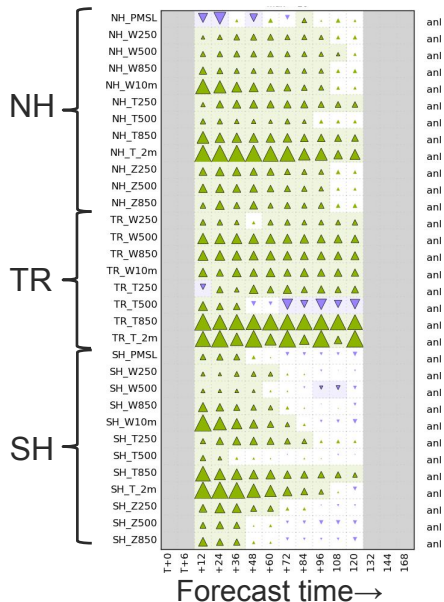 NH
TR
SH
NH_PMSL
NH_W250
NH_W500
NH_W850
NH_W10m
NH_T250
NH_T500
NH_T850
NH_T_2m
NH_Z250
NH_Z500
NH_Z850
TR_W250
TR_W500
TR_W850
TR_W10m
TR_T250
TR_T500
TR_T850
TR_T_2m
SH_PMSL
SH_W250
SH_W500
SH_W850
SH_W10m
SH_T250
SH_T500
SH_T850
SH_T_2m
SH_Z250
SH_Z500
SH_Z850
T+0
T+6
+12
+24
+36
+48
+60
+72
+84
+96
108
120
132
144
168
Forecast time→